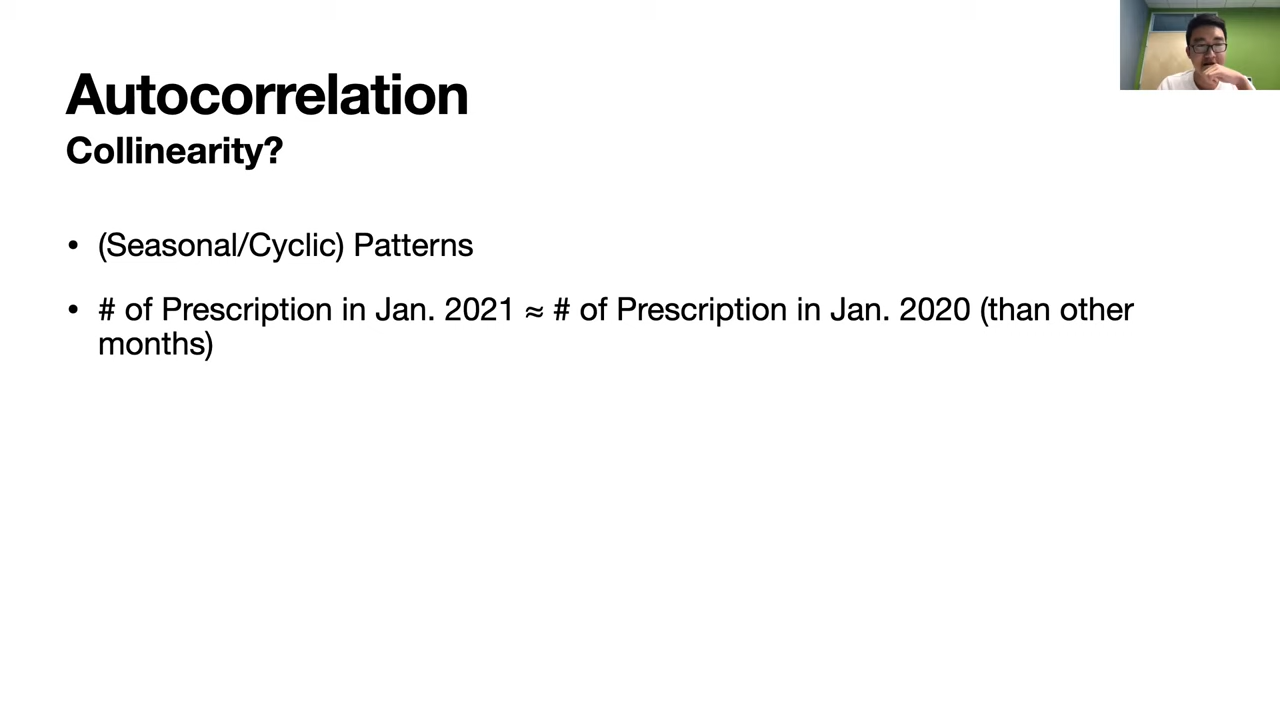 Autocorrelation
Collinearity?
• (Seasonal/Cyclic) Patterns
• # of Prescription in Jan. 2021 ≈ # of Prescription in Jan. 2020 (than other
months)